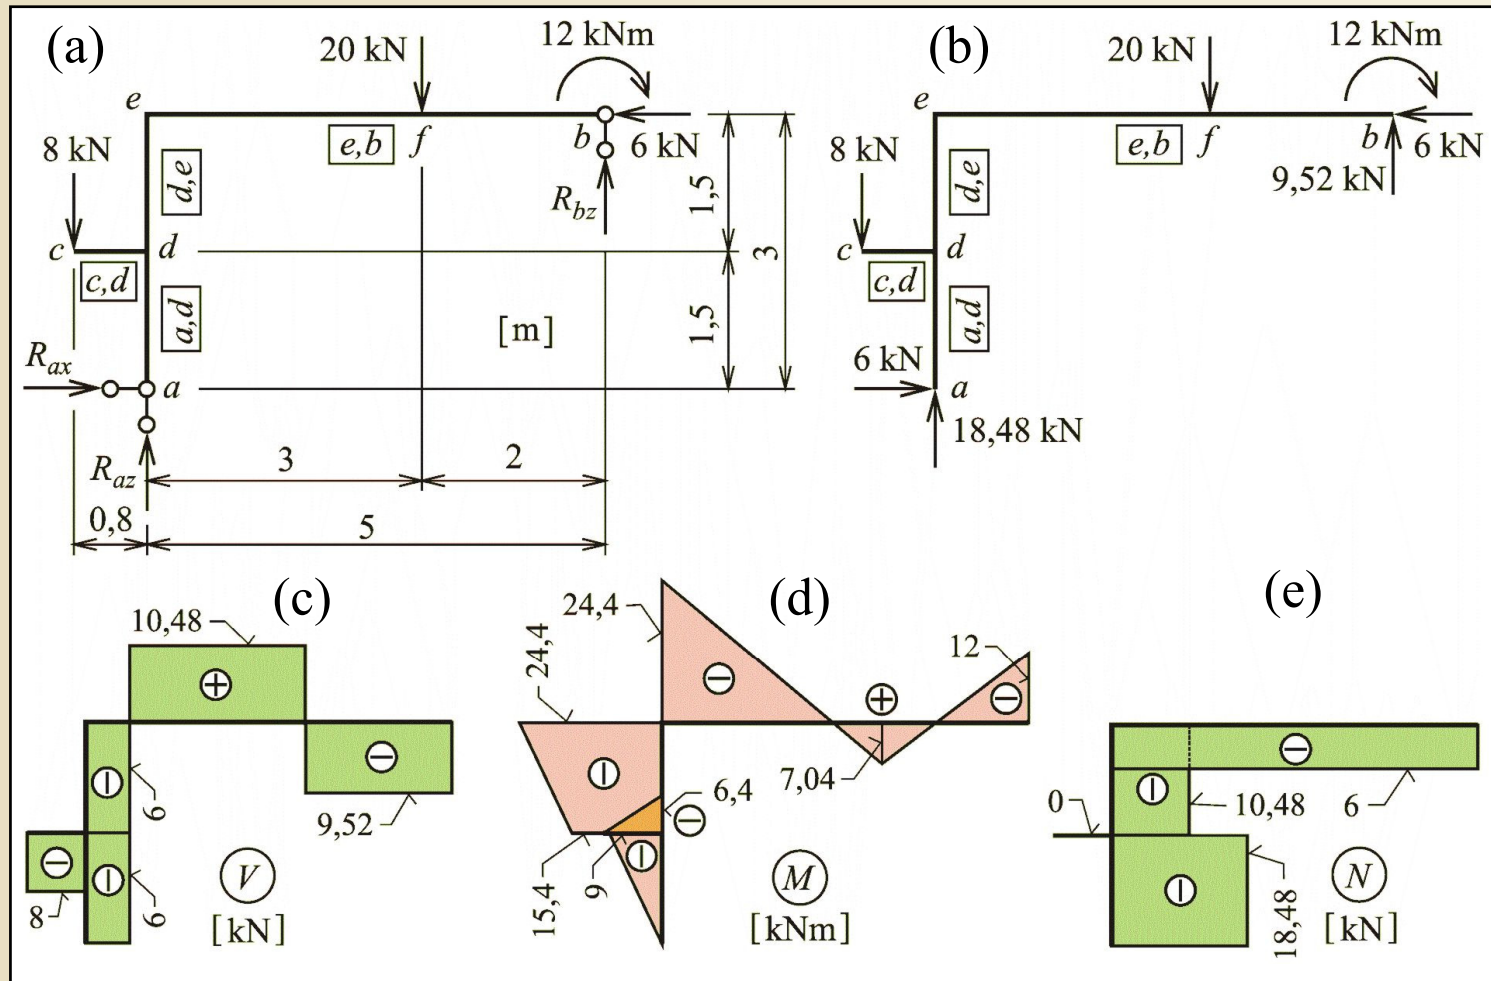 (a)
20 kN
12 kNm
e
e,b
f
b
6 kN
8 kN
d,e
R_bz
1,5
3
c
d
c,d
a,d
[m]
1,5
R_ax
a
R_az
3
2
0,8
5
(b)
20 kN
12 kNm
e
e,b
f
b
6 kN
8 kN
d,e
9,52 kN
c
d
c,d
a,d
6 kN
a
18,48 kN
(c)
10,48
+
−
6
9,52
−
−
8
−
6
V
[kN]
(d)
24,4
24,4
−
+
12
−
−
7,04
6,4
−
15,4
9
−
M
[kNm]
(e)
−
0
−
10,48
6
−
18,48
N
[kN]